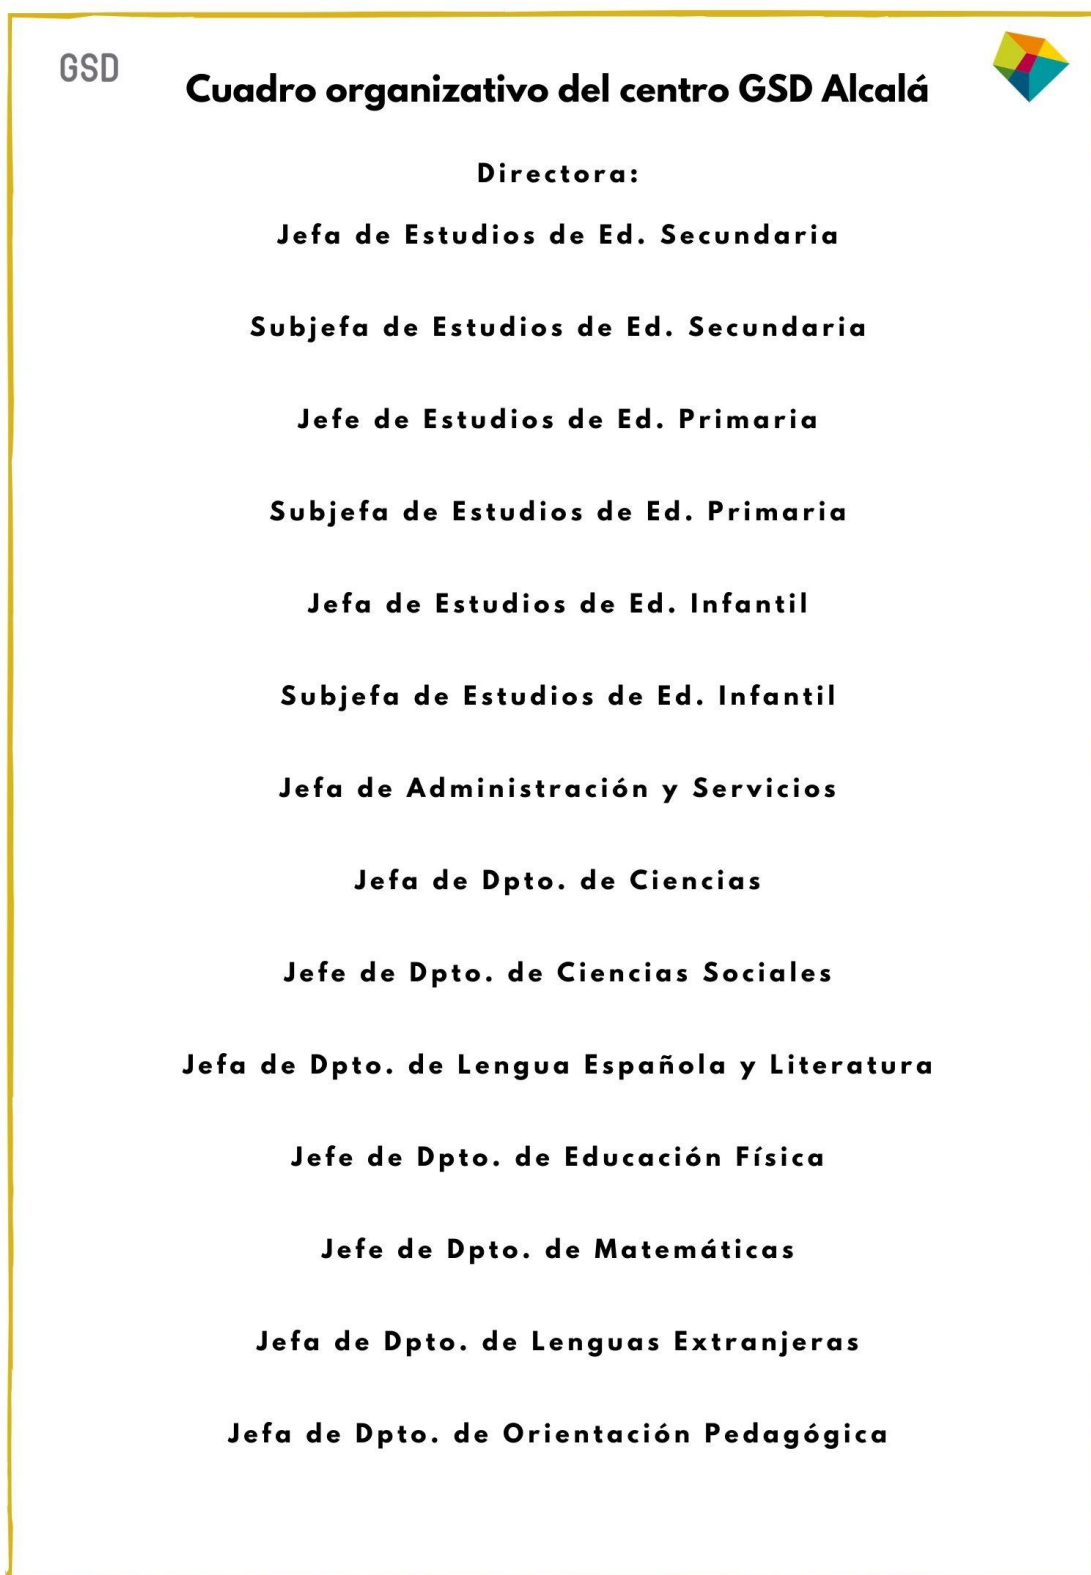 GSD
Cuadro organizativo del centro GSD Alcalá
Directora:
Jefa de Estudios de Ed. Secundaria
Subjefa de Estudios de Ed. Secundaria
Jefe de Estudios de Ed. Primaria
Subjefa de Estudios de Ed. Primaria
Jefa de Estudios de Ed. Infantil
Subjefa de Estudios de Ed. Infantil
Jefa de Administración y Servicios
Jefa de Dpto. de Ciencias
Jefe de Dpto. de Ciencias Sociales
Jefa de Dpto. de Lengua Española y Literatura
Jefe de Dpto. de Educación Física
Jefe de Dpto. de Matemáticas
Jefa de Dpto. de Lenguas Extranjeras
Jefa de Dpto. de Orientación Pedagógica